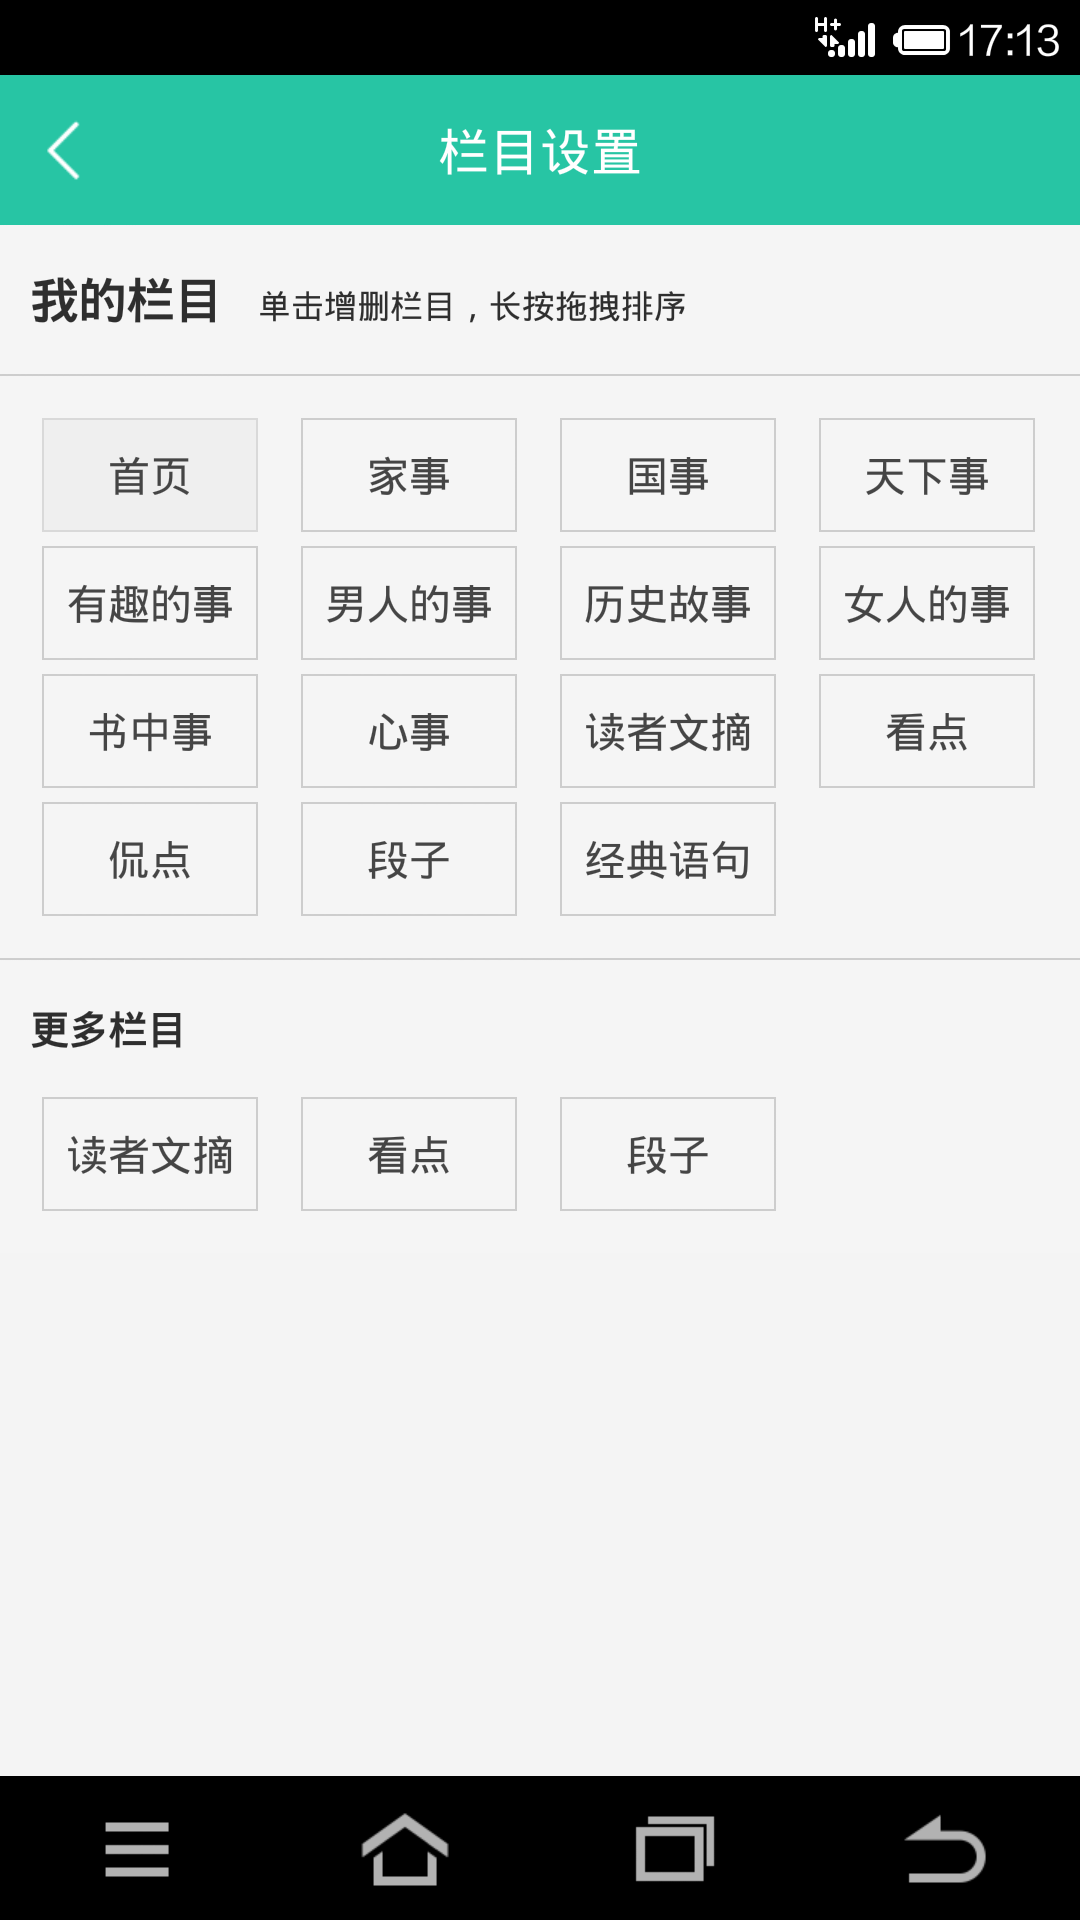 H+ 17:13
栏目设置
我的栏目 单击增删栏目，长按拖拽排序
首页 家事 国事 天下事
有趣的事 男人的事 历史故事 女人的事
书中事 心事 读者文摘 看点
侃点 段子 经典语句
更多栏目
读者文摘 看点 段子